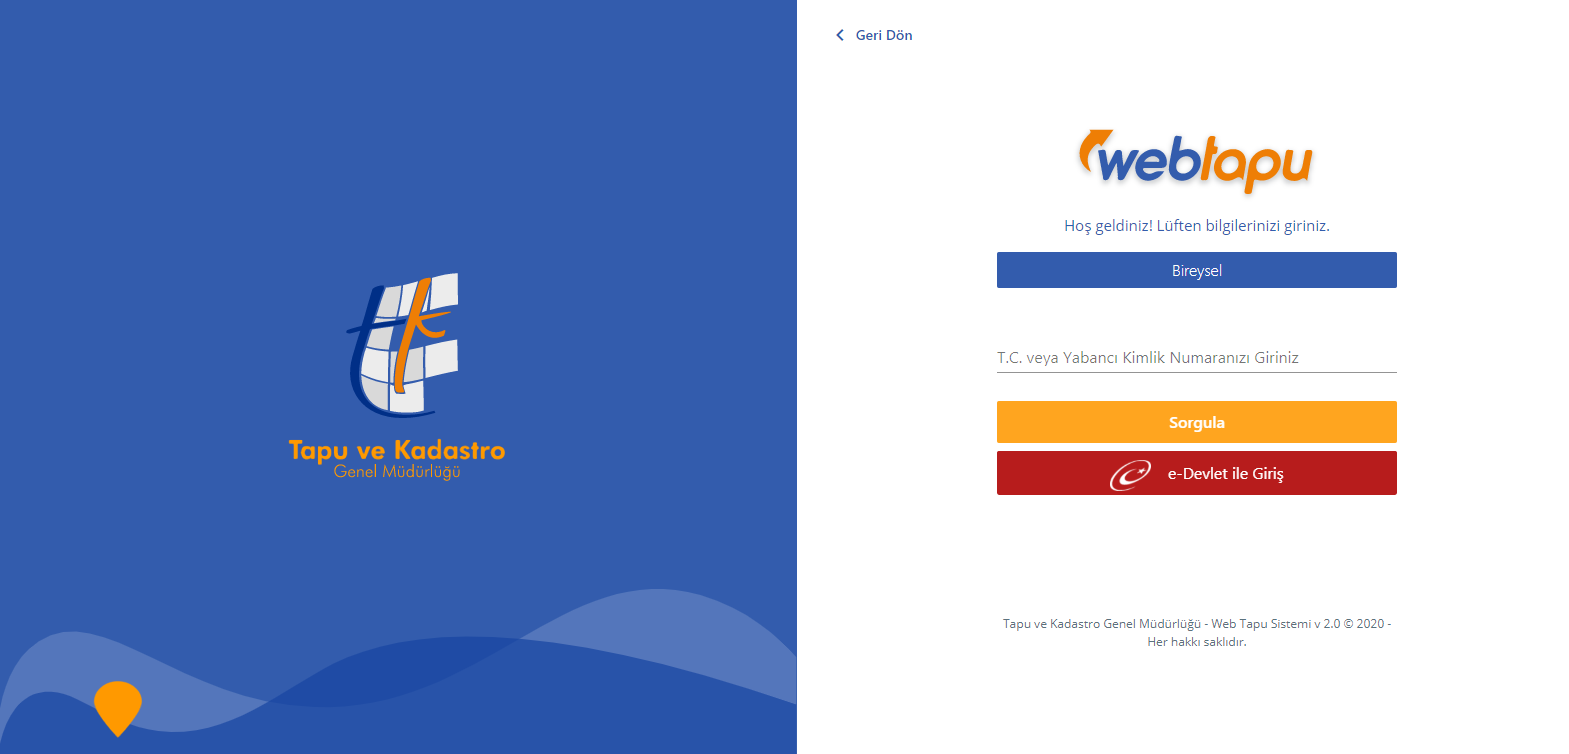 Tapu ve Kadastro
Genel Müdürlüğü
Geri Dön
webtapu
Hoş geldiniz! Lüften bilgilerinizi giriniz.
Bireysel
T.C. veya Yabancı Kimlik Numaranızı Giriniz
Sorgula
e-Devlet ile Giriş
Tapu ve Kadastro Genel Müdürlüğü - Web Tapu Sistemi v 2.0 © 2020 -
Her hakkı saklıdır.